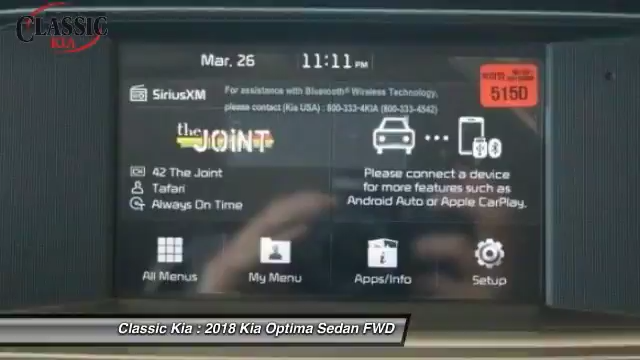 CLASSIC
KIA
Mar. 26
11:11 PM
SiriusXM
For assistance with Bluetooth® Wireless Technology,
please contact (Kia USA) : 800-333-4KIA (800-333-4542)
515D
the JOINT
CH 42 The Joint
Tafari
Always On Time
Please connect a device
for more features such as
Android Auto or Apple CarPlay.
All Menus
My Menu
Apps/Info
Setup
Classic Kia : 2018 Kia Optima Sedan FWD